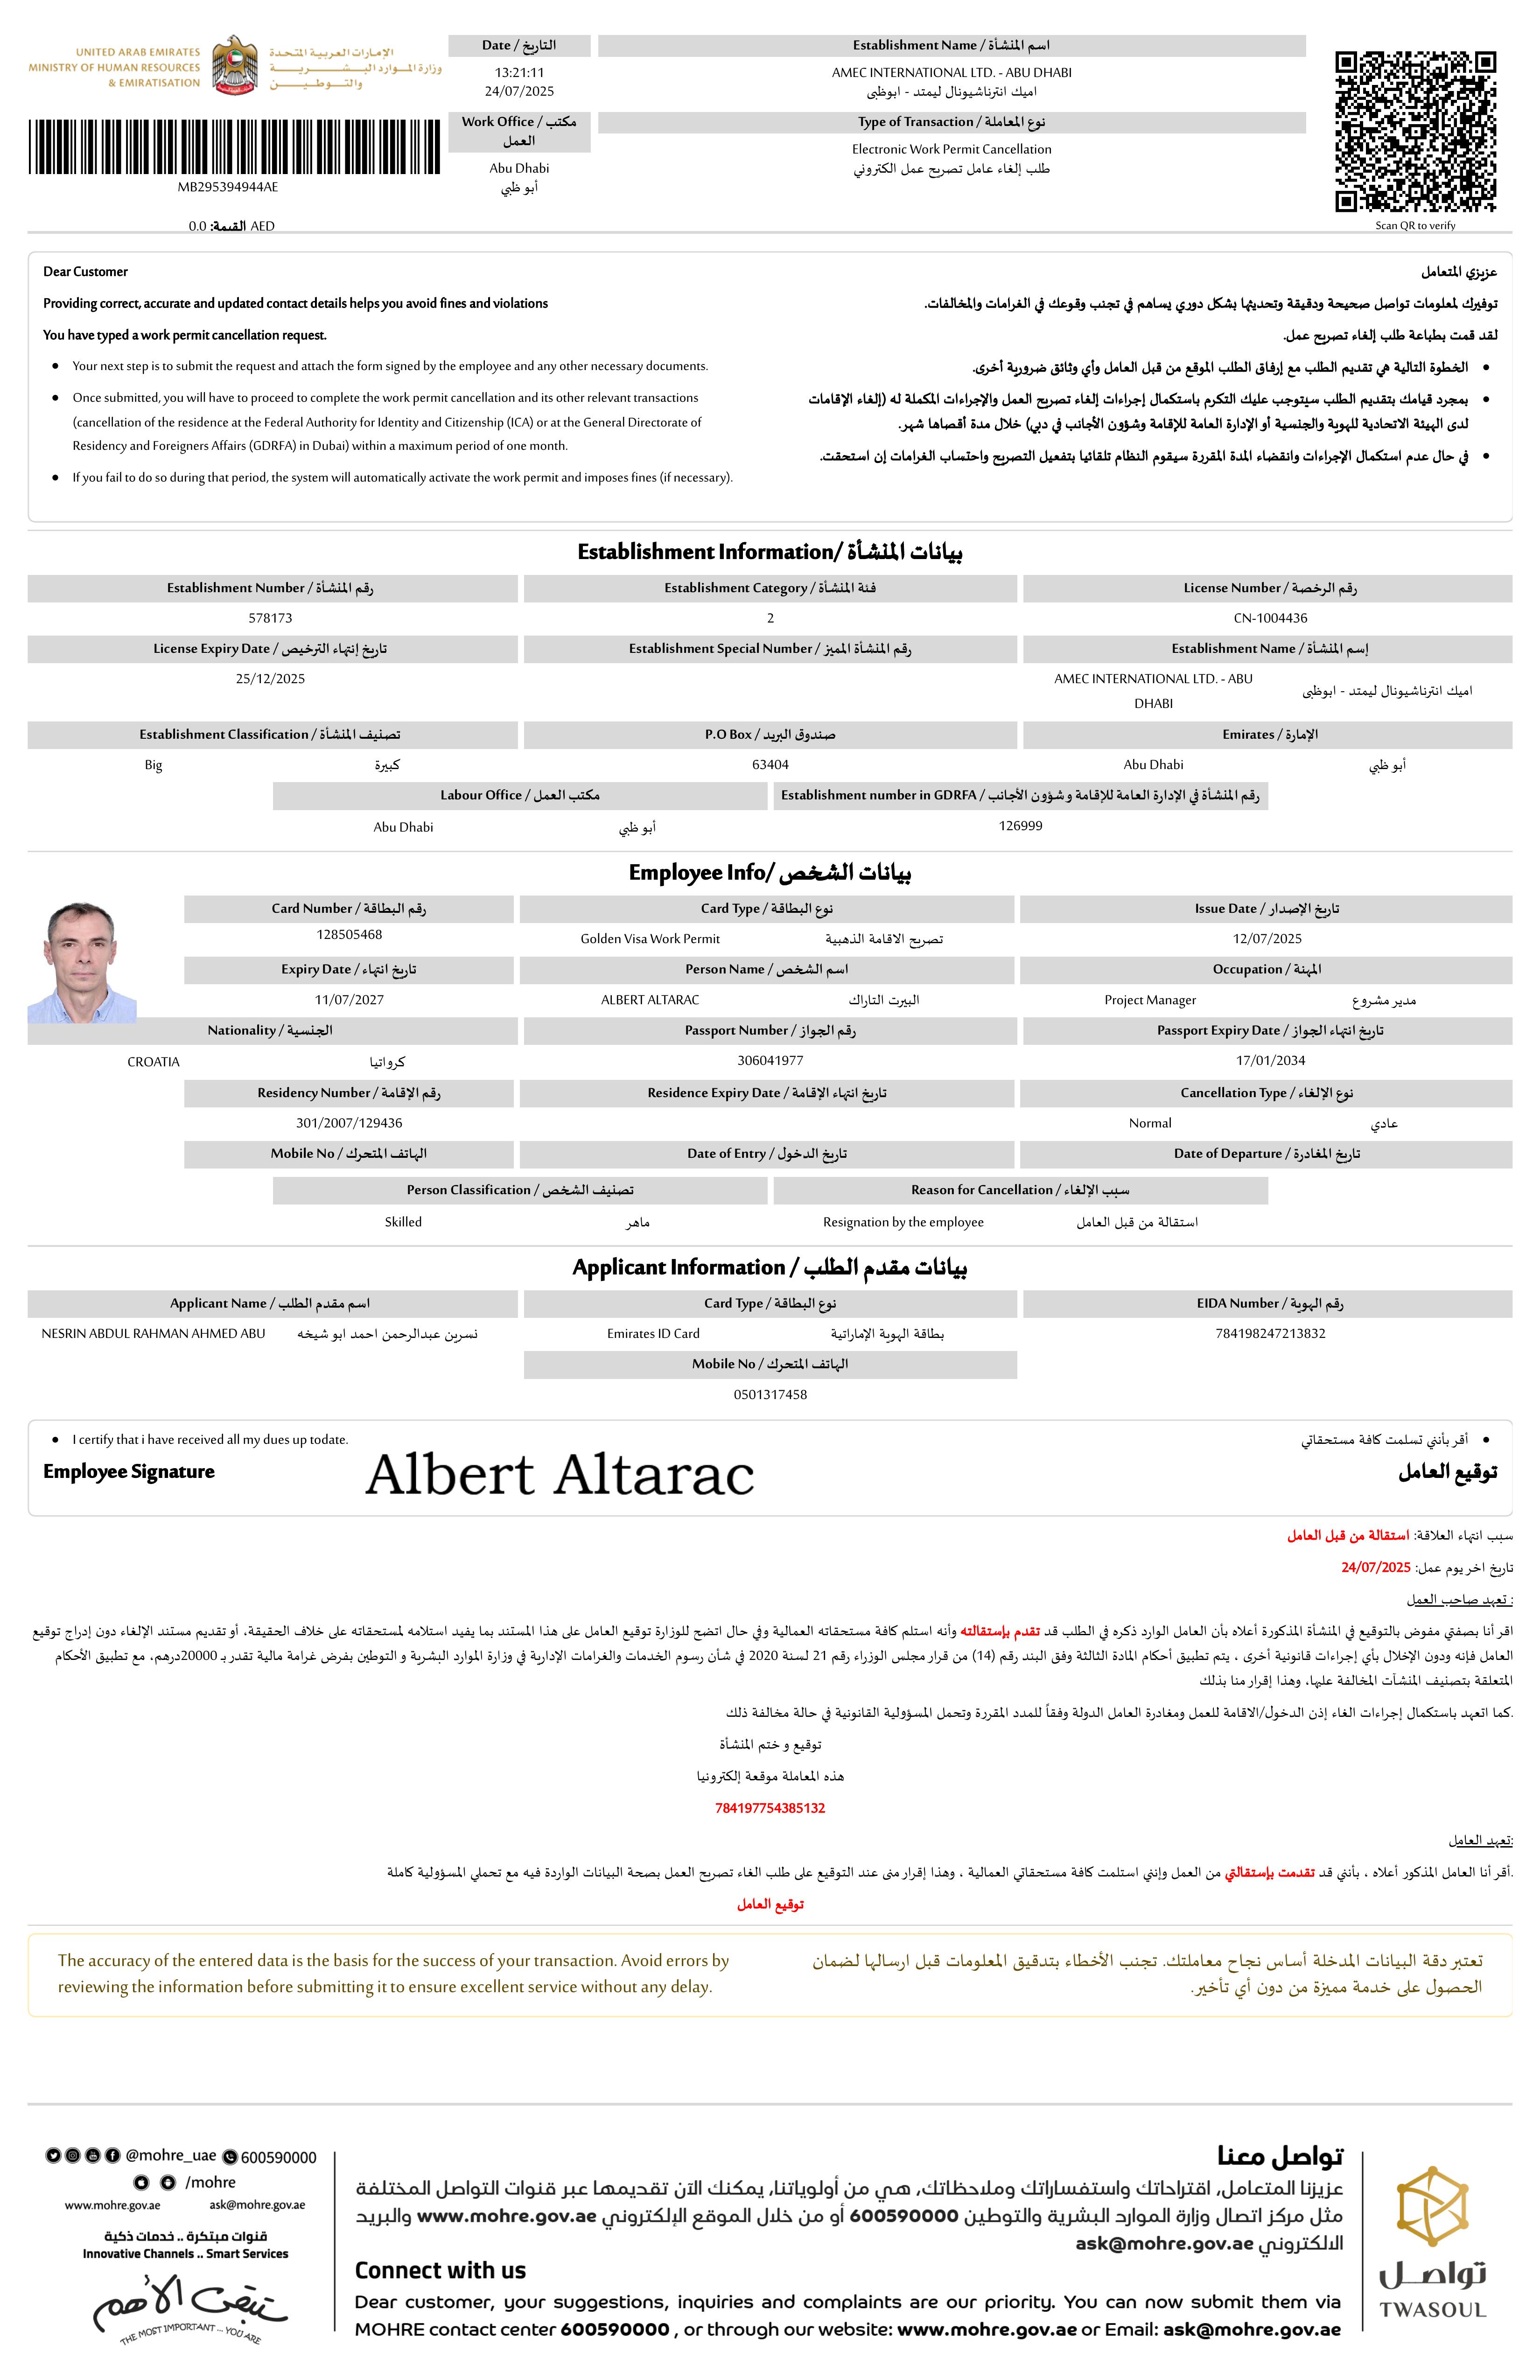 UNITED ARAB EMIRATES
MINISTRY OF HUMAN RESOURCES
& EMIRATISATION
الإمارات العربية المتحدة
وزارة الموارد البشرية
والتوطين
MB295394944AE
القيمة: 0.0 AED
Date / التاريخ
13:21:11
24/07/2025
Work Office / مكتب
العمل
Abu Dhabi
أبو ظبي
Establishment Name / اسم المنشأة
AMEC INTERNATIONAL LTD. - ABU DHABI
اميك انترناشيونال ليمتد - ابوظبى
Type of Transaction / نوع المعاملة
Electronic Work Permit Cancellation
طلب إلغاء عامل تصريح عمل الكتروني
Scan QR to verify
Dear Customer
Providing correct, accurate and updated contact details helps you avoid fines and violations
You have typed a work permit cancellation request.
● Your next step is to submit the request and attach the form signed by the employee and any other necessary documents.
● Once submitted, you will have to proceed to complete the work permit cancellation and its other relevant transactions
(cancellation of the residence at the Federal Authority for Identity and Citizenship (ICA) or at the General Directorate of
Residency and Foreigners Affairs (GDRFA) in Dubai) within a maximum period of one month.
● If you fail to do so during that period, the system will automatically activate the work permit and imposes fines (if necessary).
عزيزي المتعامل
توفيرك لمعلومات تواصل صحيحة ودقيقة وتحديثها بشكل دوري يساهم في تجنب وقوعك في الغرامات والمخالفات.
لقد قمت بطباعة طلب إلغاء تصريح عمل.
● الخطوة التالية هي تقديم الطلب مع إرفاق الطلب الموقع من قبل العامل وأي وثائق ضرورية أخرى.
● بمجرد قيامك بتقديم الطلب سيتوجب عليك التكرم باستكمال إجراءات إلغاء تصريح العمل والإجراءات المكملة له (إلغاء الإقامات
لدى الهيئة الاتحادية للهوية والجنسية أو الإدارة العامة للإقامة وشؤون الأجانب في دبي) خلال مدة أقصاها شهر.
● في حال عدم استكمال الإجراءات وانقضاء المدة المقررة سيقوم النظام تلقائيا بتفعيل التصريح واحتساب الغرامات إن استحقت.
Establishment Information/ بيانات المنشأة
Establishment Number / رقم المنشأة
Establishment Category / فئة المنشأة
License Number / رقم الرخصة
578173
2
CN-1004436
License Expiry Date / تاريخ إنتهاء الترخيص
Establishment Special Number / رقم المنشأة المميز
Establishment Name / إسم المنشأة
25/12/2025
AMEC INTERNATIONAL LTD. - ABU
DHABI
اميك انترناشيونال ليمتد - ابوظبى
Establishment Classification / تصنيف المنشأة
P.O Box / صندوق البريد
Emirates / الإمارة
Big كبيرة
63404
Abu Dhabi أبو ظبي
Labour Office / مكتب العمل
Establishment number in GDRFA / رقم المنشأة في الإدارة العامة للإقامة و شؤون الأجانب
Abu Dhabi أبو ظبي
126999
Employee Info/ بيانات الشخص
Card Number / رقم البطاقة
Card Type / نوع البطاقة
Issue Date / تاريخ الإصدار
128505468
Golden Visa Work Permit تصريح الاقامة الذهبية
12/07/2025
Expiry Date / تاريخ انتهاء
Person Name / اسم الشخص
Occupation / المهنة
11/07/2027
ALBERT ALTARAC البيرت التاراك
Project Manager مدير مشروع
Nationality / الجنسية
Passport Number / رقم الجواز
Passport Expiry Date / تاريخ انتهاء الجواز
CROATIA كرواتيا
306041977
17/01/2034
Residency Number / رقم الإقامة
Residence Expiry Date / تاريخ انتهاء الإقامة
Cancellation Type / نوع الإلغاء
301/2007/129436
Normal عادي
Mobile No / الهاتف المتحرك
Date of Entry / تاريخ الدخول
Date of Departure / تاريخ المغادرة
Person Classification / تصنيف الشخص
Reason for Cancellation / سبب الإلغاء
Skilled ماهر
Resignation by the employee استقالة من قبل العامل
Applicant Information / بيانات مقدم الطلب
Applicant Name / اسم مقدم الطلب
Card Type / نوع البطاقة
EIDA Number / رقم الهوية
NESRIN ABDUL RAHMAN AHMED ABU نسرين عبدالرحمن احمد ابو شيخه
Emirates ID Card بطاقة الهوية الإماراتية
784198247213832
Mobile No / الهاتف المتحرك
0501317458
● I certify that i have received all my dues up todate.
● أقر بأنني تسلمت كافة مستحقاتي
Employee Signature
Albert Altarac
توقيع العامل
سبب انتهاء العلاقة: استقالة من قبل العامل
تاريخ اخر يوم عمل: 24/07/2025
تعهد صاحب العمل :
اقر أنا بصفتي مفوض بالتوقيع في المنشأة المذكورة أعلاه بأن العامل الوارد ذكره في الطلب قد تقدم بإستقالته وأنه استلم كافة مستحقاته العمالية وفي حال اتضح للوزارة توقيع العامل على هذا المستند بما يفيد استلامه لمستحقاته على خلاف الحقيقة، أو تقديم مستند الإلغاء دون إدراج توقيع
العامل فإنه ودون الإخلال بأي إجراءات قانونية أخرى ، يتم تطبيق أحكام المادة الثالثة وفق البند رقم (14) من قرار مجلس الوزراء رقم 21 لسنة 2020 في شأن رسوم الخدمات والغرامات الإدارية في وزارة الموارد البشرية و التوطين بفرض غرامة مالية تقدر بـ 20000درهم، مع تطبيق الأحكام
المتعلقة بتصنيف المنشآت المخالفة عليها، وهذا إقرار منا بذلك
.كما اتعهد باستكمال إجراءات الغاء إذن الدخول/الاقامة للعمل ومغادرة العامل الدولة وفقاً للمدد المقررة وتحمل المسؤولية القانونية في حالة مخالفة ذلك
توقيع و ختم المنشأة
هذه المعاملة موقعة إلكترونيا
784197754385132
تعهد العامل:
.أقر أنا العامل المذكور أعلاه ، بأنني قد تقدمت بإستقالتي من العمل وإنني استلمت كافة مستحقاتي العمالية ، وهذا إقرار منى عند التوقيع على طلب الغاء تصريح العمل بصحة البيانات الواردة فيه مع تحملي المسؤولية كاملة
توقيع العامل
The accuracy of the entered data is the basis for the success of your transaction. Avoid errors by
reviewing the information before submitting it to ensure excellent service without any delay.
تعتبر دقة البيانات المدخلة أساس نجاح معاملتك. تجنب الأخطاء بتدقيق المعلومات قبل ارسالها لضمان
الحصول على خدمة مميزة من دون أي تأخير.
@mohre_uae 600590000
/mohre
www.mohre.gov.ae ask@mohre.gov.ae
قنوات مبتكرة .. خدمات ذكية
Innovative Channels .. Smart Services
تبقى الأهم
THE MOST IMPORTANT ... YOU ARE
تواصل معنا
عزيزنا المتعامل، اقتراحاتك واستفساراتك وملاحظاتك، هي من أولوياتنا، يمكنك الآن تقديمها عبر قنوات التواصل المختلفة
مثل مركز اتصال وزارة الموارد البشرية والتوطين 600590000 أو من خلال الموقع الإلكتروني www.mohre.gov.ae والبريد
الالكتروني ask@mohre.gov.ae
Connect with us
Dear customer, your suggestions, inquiries and complaints are our priority. You can now submit them via
MOHRE contact center 600590000 , or through our website: www.mohre.gov.ae or Email: ask@mohre.gov.ae
تواصل
TWASOUL